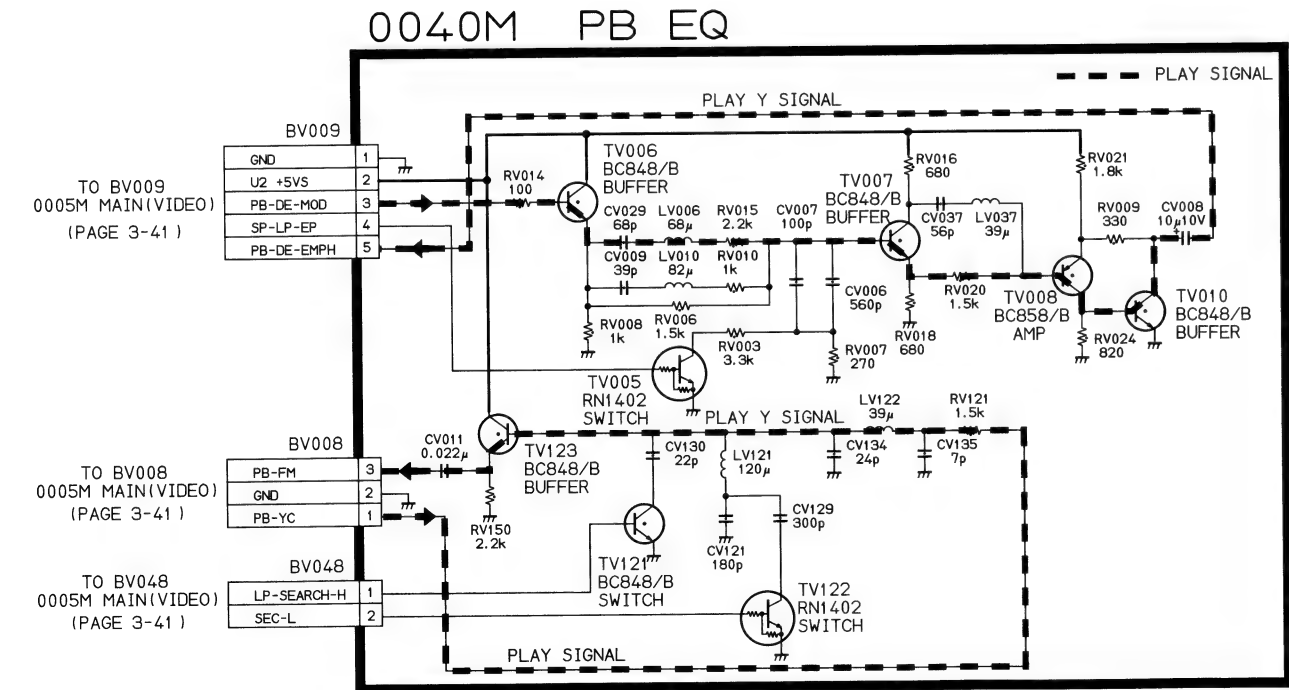 0040M PB EQ
PLAY SIGNAL
PLAY Y SIGNAL
BV009
GND 1
U2 +5VS 2
PB-DE-MOD 3
SP-LP-EP 4
PB-DE-EMPH 5
TO BV009
0005M MAIN(VIDEO)
(PAGE 3-41)
RV014
100
TV006
BC848/B
BUFFER
CV029
68p
LV006
68µ
RV015
2.2k
CV007
100p
CV009
39p
LV010
82µ
RV010
1k
RV006
1.5k
RV008
1k
RV003
3.3k
CV006
560p
RV007
270
TV005
RN1402
SWITCH
TV007
BC848/B
BUFFER
RV016
680
CV037
56p
LV037
39µ
RV020
1.5k
RV018
680
TV008
BC858/B
AMP
RV021
1.8k
RV009
330
CV008
10µ10V
+
RV024
820
TV010
BC848/B
BUFFER
PLAY Y SIGNAL
BV008
PB-FM 3
GND 2
PB-YC 1
TO BV008
0005M MAIN(VIDEO)
(PAGE 3-41)
CV011
0.022µ
RV150
2.2k
TV123
BC848/B
BUFFER
CV130
22p
LV121
120µ
CV134
24p
LV122
39µ
CV135
7p
RV121
1.5k
CV129
300p
CV121
180p
TV121
BC848/B
SWITCH
TV122
RN1402
SWITCH
BV048
LP-SEARCH-H 1
SEC-L 2
TO BV048
0005M MAIN(VIDEO)
(PAGE 3-41)
PLAY SIGNAL